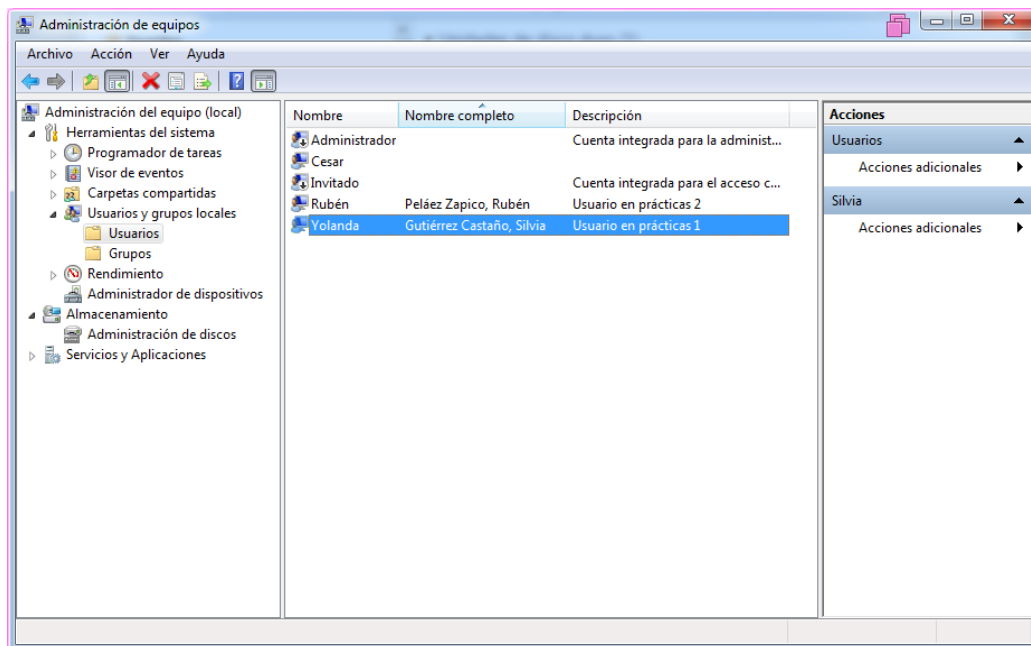 Administración de equipos
Archivo Acción Ver Ayuda
Administración del equipo (local)
Herramientas del sistema
Programador de tareas
Visor de eventos
Carpetas compartidas
Usuarios y grupos locales
Usuarios
Grupos
Rendimiento
Administrador de dispositivos
Almacenamiento
Administración de discos
Servicios y Aplicaciones
Nombre Nombre completo Descripción
Administrador Cuenta integrada para la administ...
Cesar
Invitado Cuenta integrada para el acceso c...
Rubén Peláez Zapico, Rubén Usuario en prácticas 2
Yolanda Gutiérrez Castaño, Silvia Usuario en prácticas 1
Acciones
Usuarios
Acciones adicionales
Silvia
Acciones adicionales